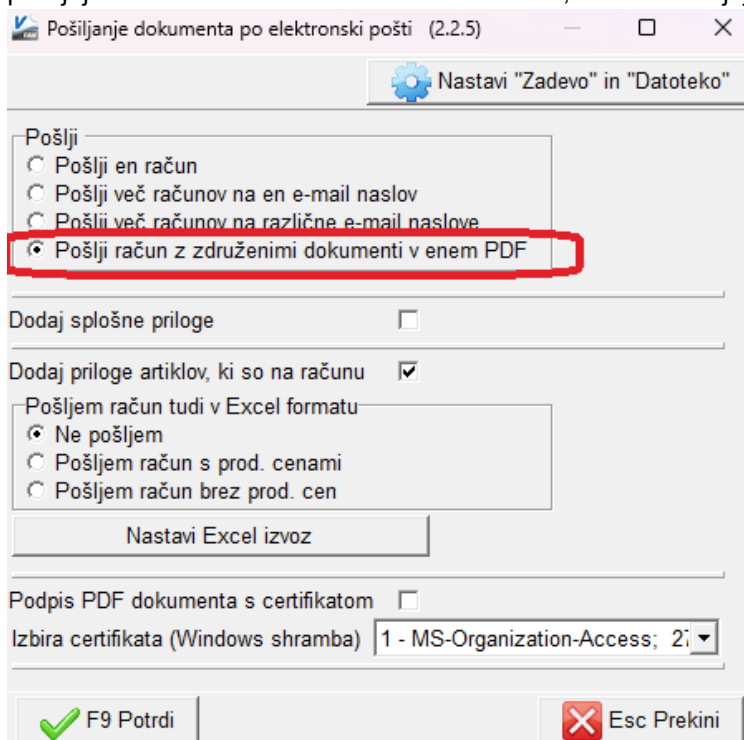 Pošiljanje dokumenta po elektronski pošti (2.2.5)
Nastavi "Zadevo" in "Datoteko"
Pošlji
Pošlji en račun
Pošlji več računov na en e-mail naslov
Pošlji več računov na različne e-mail naslove
Pošlji račun z združenimi dokumenti v enem PDF
Dodaj splošne priloge
Dodaj priloge artiklov, ki so na računu
Pošljem račun tudi v Excel formatu
Ne pošljem
Pošljem račun s prod. cenami
Pošljem račun brez prod. cen
Nastavi Excel izvoz
Podpis PDF dokumenta s certifikatom
Izbira certifikata (Windows shramba) 1 - MS-Organization-Access;
F9 Potrdi
Esc Prekini